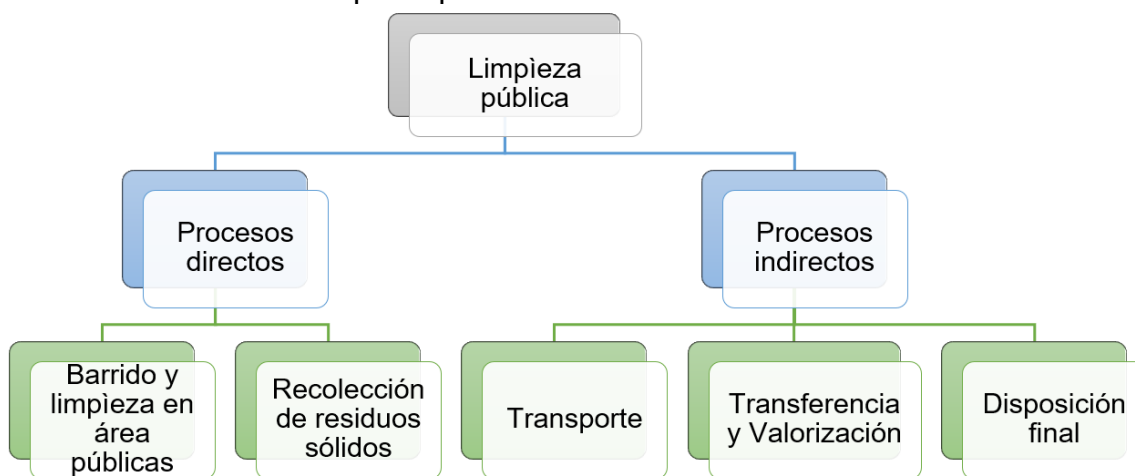 Limpìeza
pública
Procesos
directos
Procesos
indirectos
Barrido y
limpìeza en
área
públicas
Recolección
de residuos
sólidos
Transporte
Transferencia
y Valorización
Disposición
final